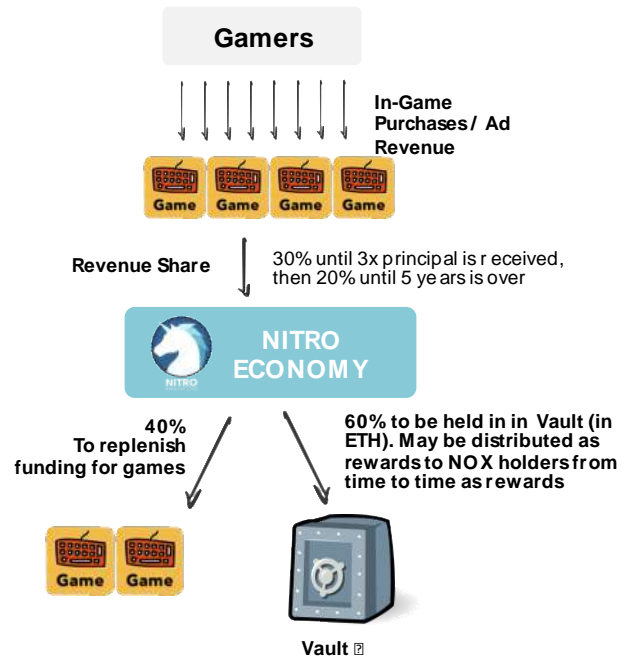 Gamers
In-Game
Purchases / Ad
Revenue
Game
Game
Game
Game
Revenue Share
30% until 3x principal is received,
then 20% until 5 years is over
NITRO
NITRO
ECONOMY
40%
To replenish
funding for games
60% to be held in in Vault (in
ETH). May be distributed as
rewards to NOX holders from
time to time as rewards
Game
Game
Vault